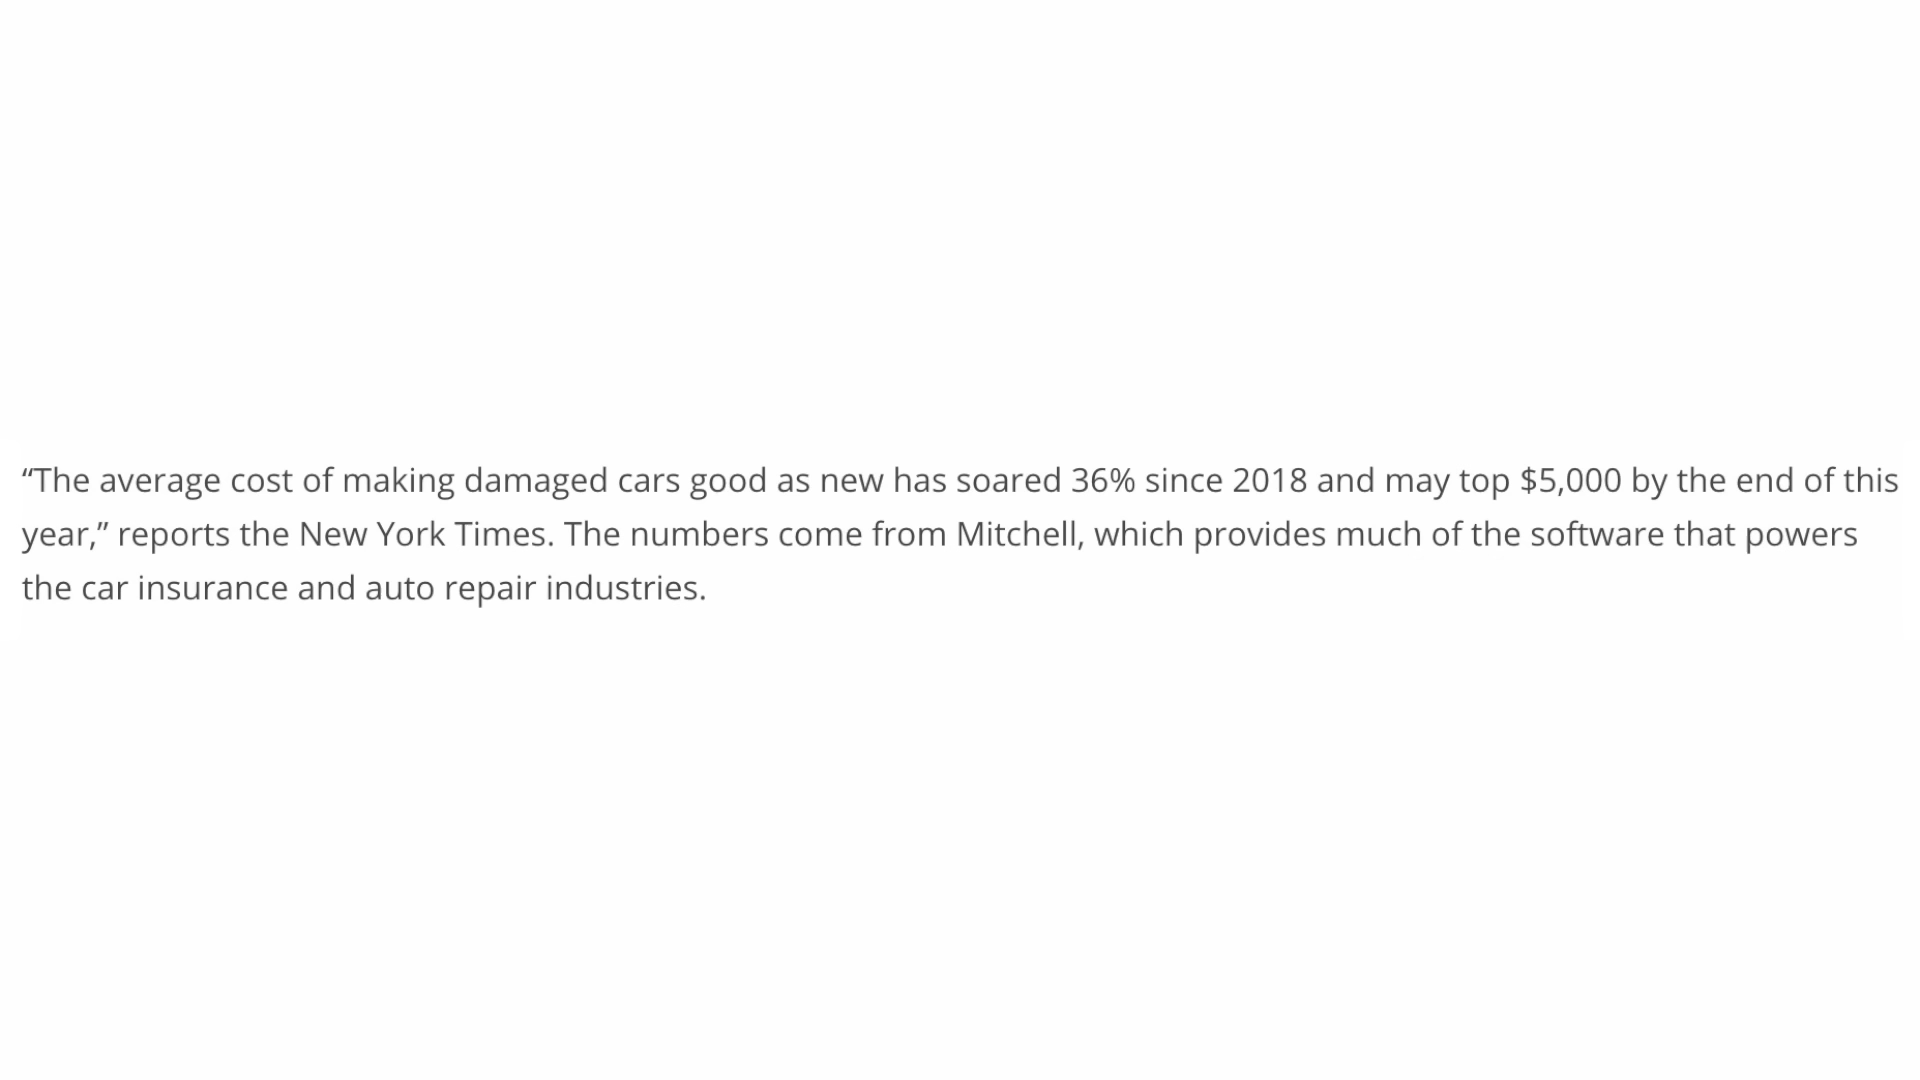 “The average cost of making damaged cars good as new has soared 36% since 2018 and may top $5,000 by the end of this
year,” reports the New York Times. The numbers come from Mitchell, which provides much of the software that powers
the car insurance and auto repair industries.